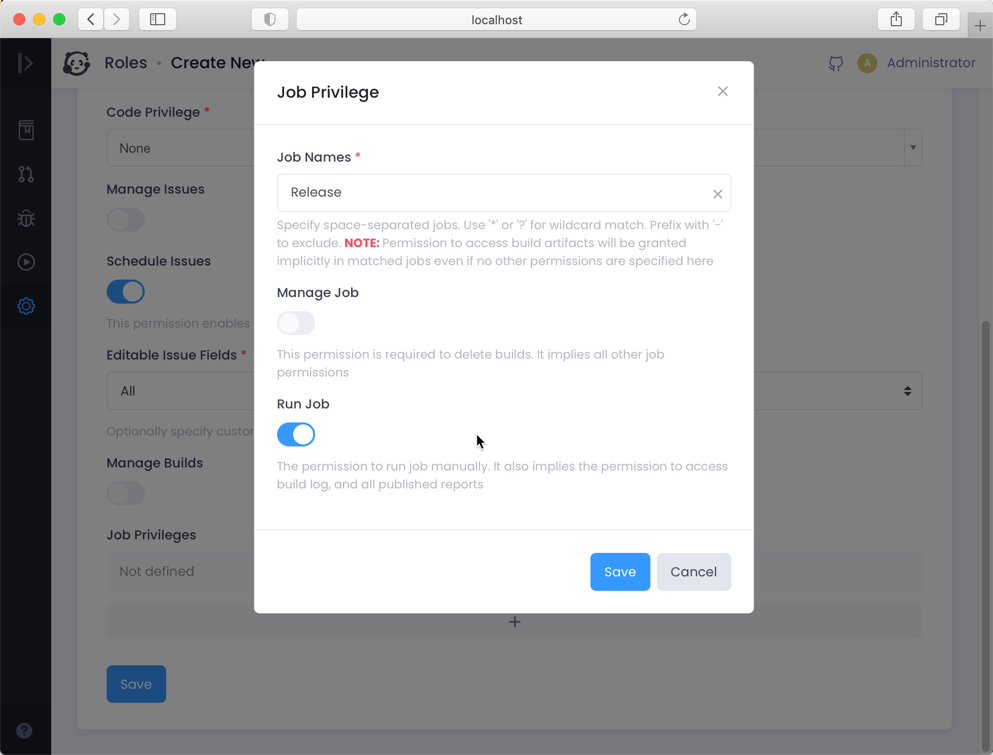 localhost
Roles • Create New
A Administrator
Job Privilege
Code Privilege *
None
Job Names *
Release
Specify space-separated jobs. Use '*' or '?' for wildcard match. Prefix with '-'
to exclude. NOTE: Permission to access build artifacts will be granted
implicitly in matched jobs even if no other permissions are specified here
Manage Issues
Schedule Issues
This permission enables
Manage Job
This permission is required to delete builds. It implies all other job
permissions
Editable Issue Fields *
All
Run Job
Optionally specify custom
The permission to run job manually. It also implies the permission to access
build log, and all published reports
Manage Builds
Job Privileges
Not defined
Save Cancel
+
Save
?